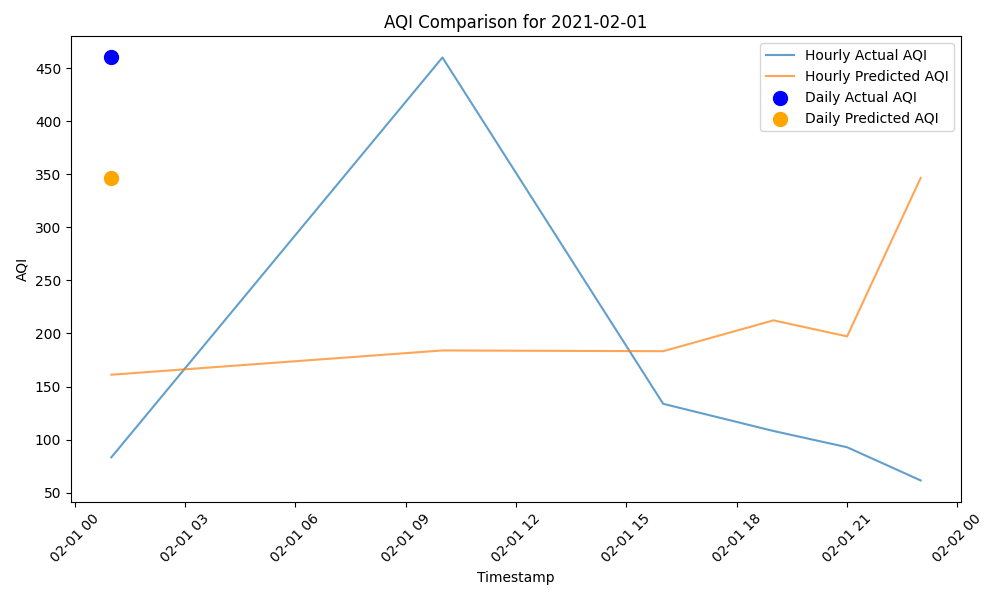 AQI Comparison for 2021-02-01
Hourly Actual AQI
Hourly Predicted AQI
Daily Actual AQI
Daily Predicted AQI
AQI
450
400
350
300
250
200
150
100
50
02-01 00
02-01 03
02-01 06
02-01 09
02-01 12
02-01 15
02-01 18
02-01 21
02-02 00
Timestamp